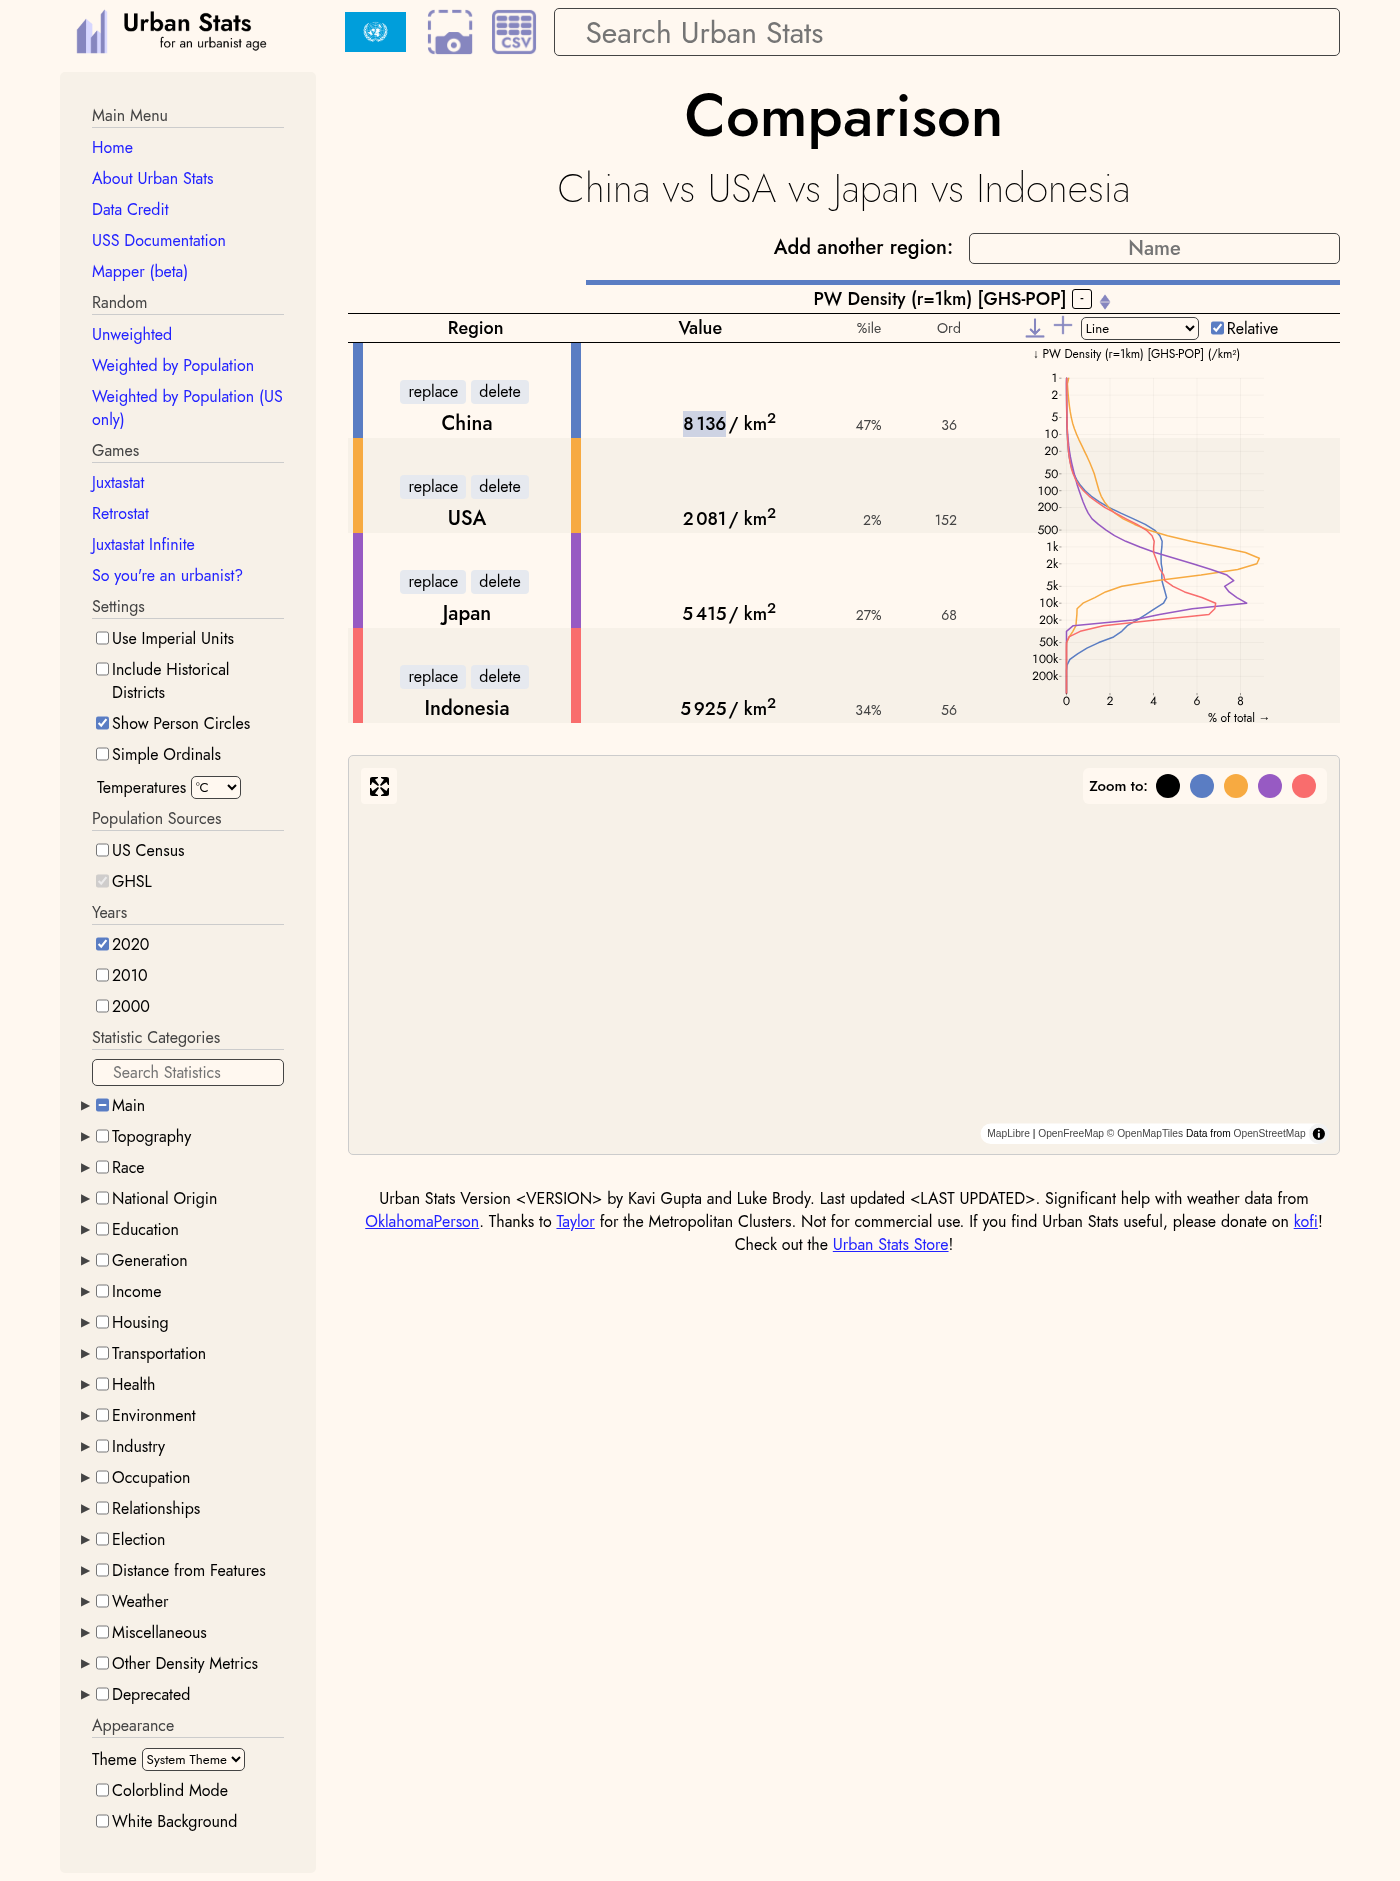 Urban Stats
for an urbanist age
CSV
Search Urban Stats
Main Menu
Home
About Urban Stats
Data Credit
USS Documentation
Mapper (beta)
Random
Unweighted
Weighted by Population
Weighted by Population (US
only)
Games
Juxtastat
Retrostat
Juxtastat Infinite
So you're an urbanist?
Settings
Use Imperial Units
Include Historical
Districts
Show Person Circles
Simple Ordinals
Temperatures °C
Population Sources
US Census
GHSL
Years
2020
2010
2000
Statistic Categories
Search Statistics
Main
Topography
Race
National Origin
Education
Generation
Income
Housing
Transportation
Health
Environment
Industry
Occupation
Relationships
Election
Distance from Features
Weather
Miscellaneous
Other Density Metrics
Deprecated
Appearance
Theme System Theme
Colorblind Mode
White Background
Comparison
China vs USA vs Japan vs Indonesia
Add another region: Name
PW Density (r=1km) [GHS-POP] -
Region Value %ile Ord Line Relative
replace delete
China 8 136 / km² 47% 36
replace delete
USA 2 081 / km² 2% 152
replace delete
Japan 5 415 / km² 27% 68
replace delete
Indonesia 5 925 / km² 34% 56
↓ PW Density (r=1km) [GHS-POP] (/km²)
1
2
5
10
20
50
100
200
500
1k
2k
5k
10k
20k
50k
100k
200k
0 2 4 6 8
% of total →
Zoom to:
MapLibre | OpenFreeMap © OpenMapTiles Data from OpenStreetMap
Urban Stats Version <VERSION> by Kavi Gupta and Luke Brody. Last updated <LAST UPDATED>. Significant help with weather data from
OklahomaPerson. Thanks to Taylor for the Metropolitan Clusters. Not for commercial use. If you find Urban Stats useful, please donate on kofi!
Check out the Urban Stats Store!